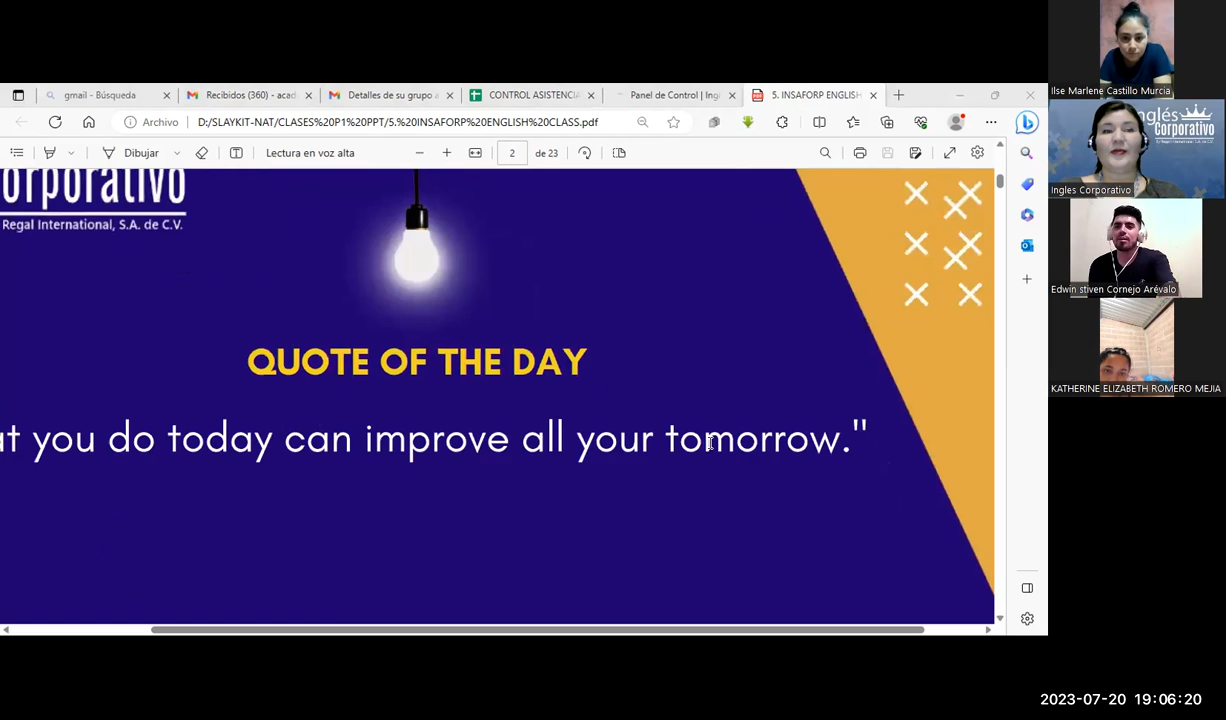 Ilse Marlene Castillo Murcia
gmail - Búsqueda
Recibidos (360) - acad
Detalles de su grupo a
CONTROL ASISTENCIA
Panel de Control | Ingl
5. INSAFORP ENGLISH
Inglés
Corporativo
Archivo
D:/SLAYKIT-NAT/CLASES%20P1%20PPT/5.%20INSAFORP%20ENGLISH%20CLASS.pdf
Dibujar
Lectura en voz alta
2
de 23
Ingles Corporativo
orporativo
Regal International, S.A. de C.V.
QUOTE OF THE DAY
at you do today can improve all your tomorrow."
Edwin stiven Cornejo Arévalo
KATHERINE ELIZABETH ROMERO MEJIA
2023-07-20 19:06:20